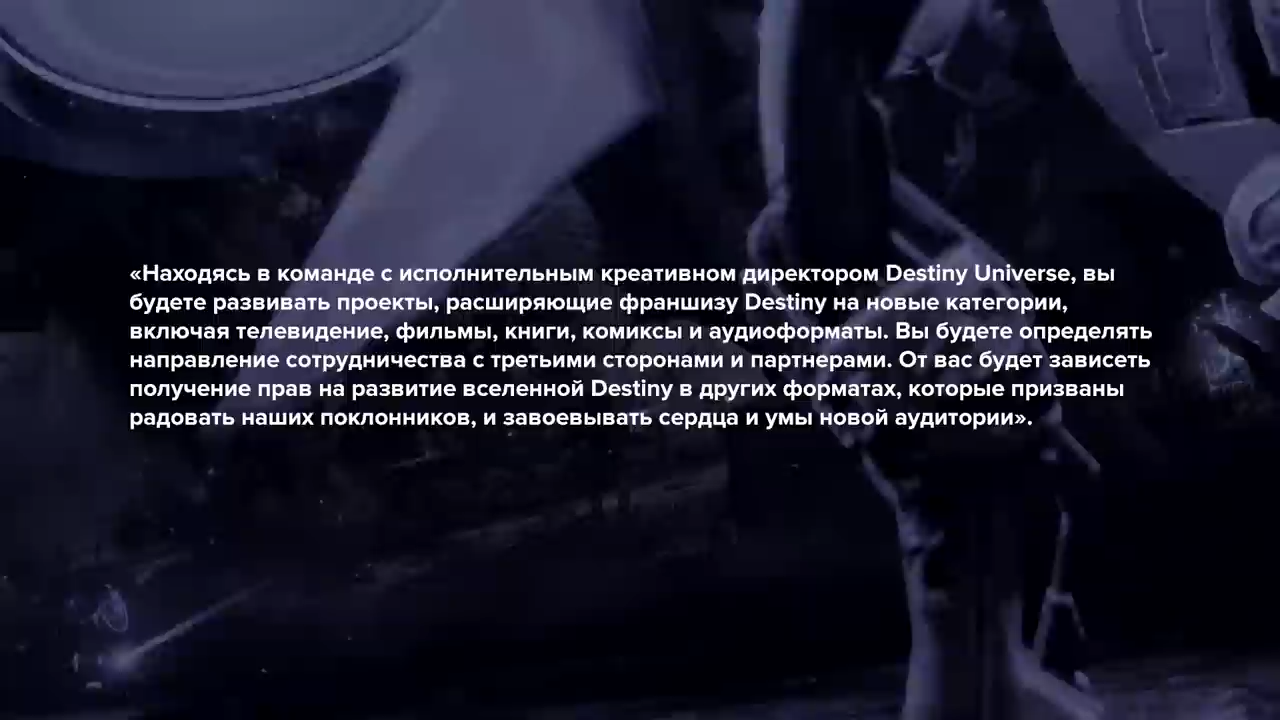 «Находясь в команде с исполнительным креативном директором Destiny Universe, вы
будете развивать проекты, расширяющие франшизу Destiny на новые категории,
включая телевидение, фильмы, книги, комиксы и аудиоформаты. Вы будете определять
направление сотрудничества с третьими сторонами и партнерами. От вас будет зависеть
получение прав на развитие вселенной Destiny в других форматах, которые призваны
радовать наших поклонников, и завоевывать сердца и умы новой аудитории».